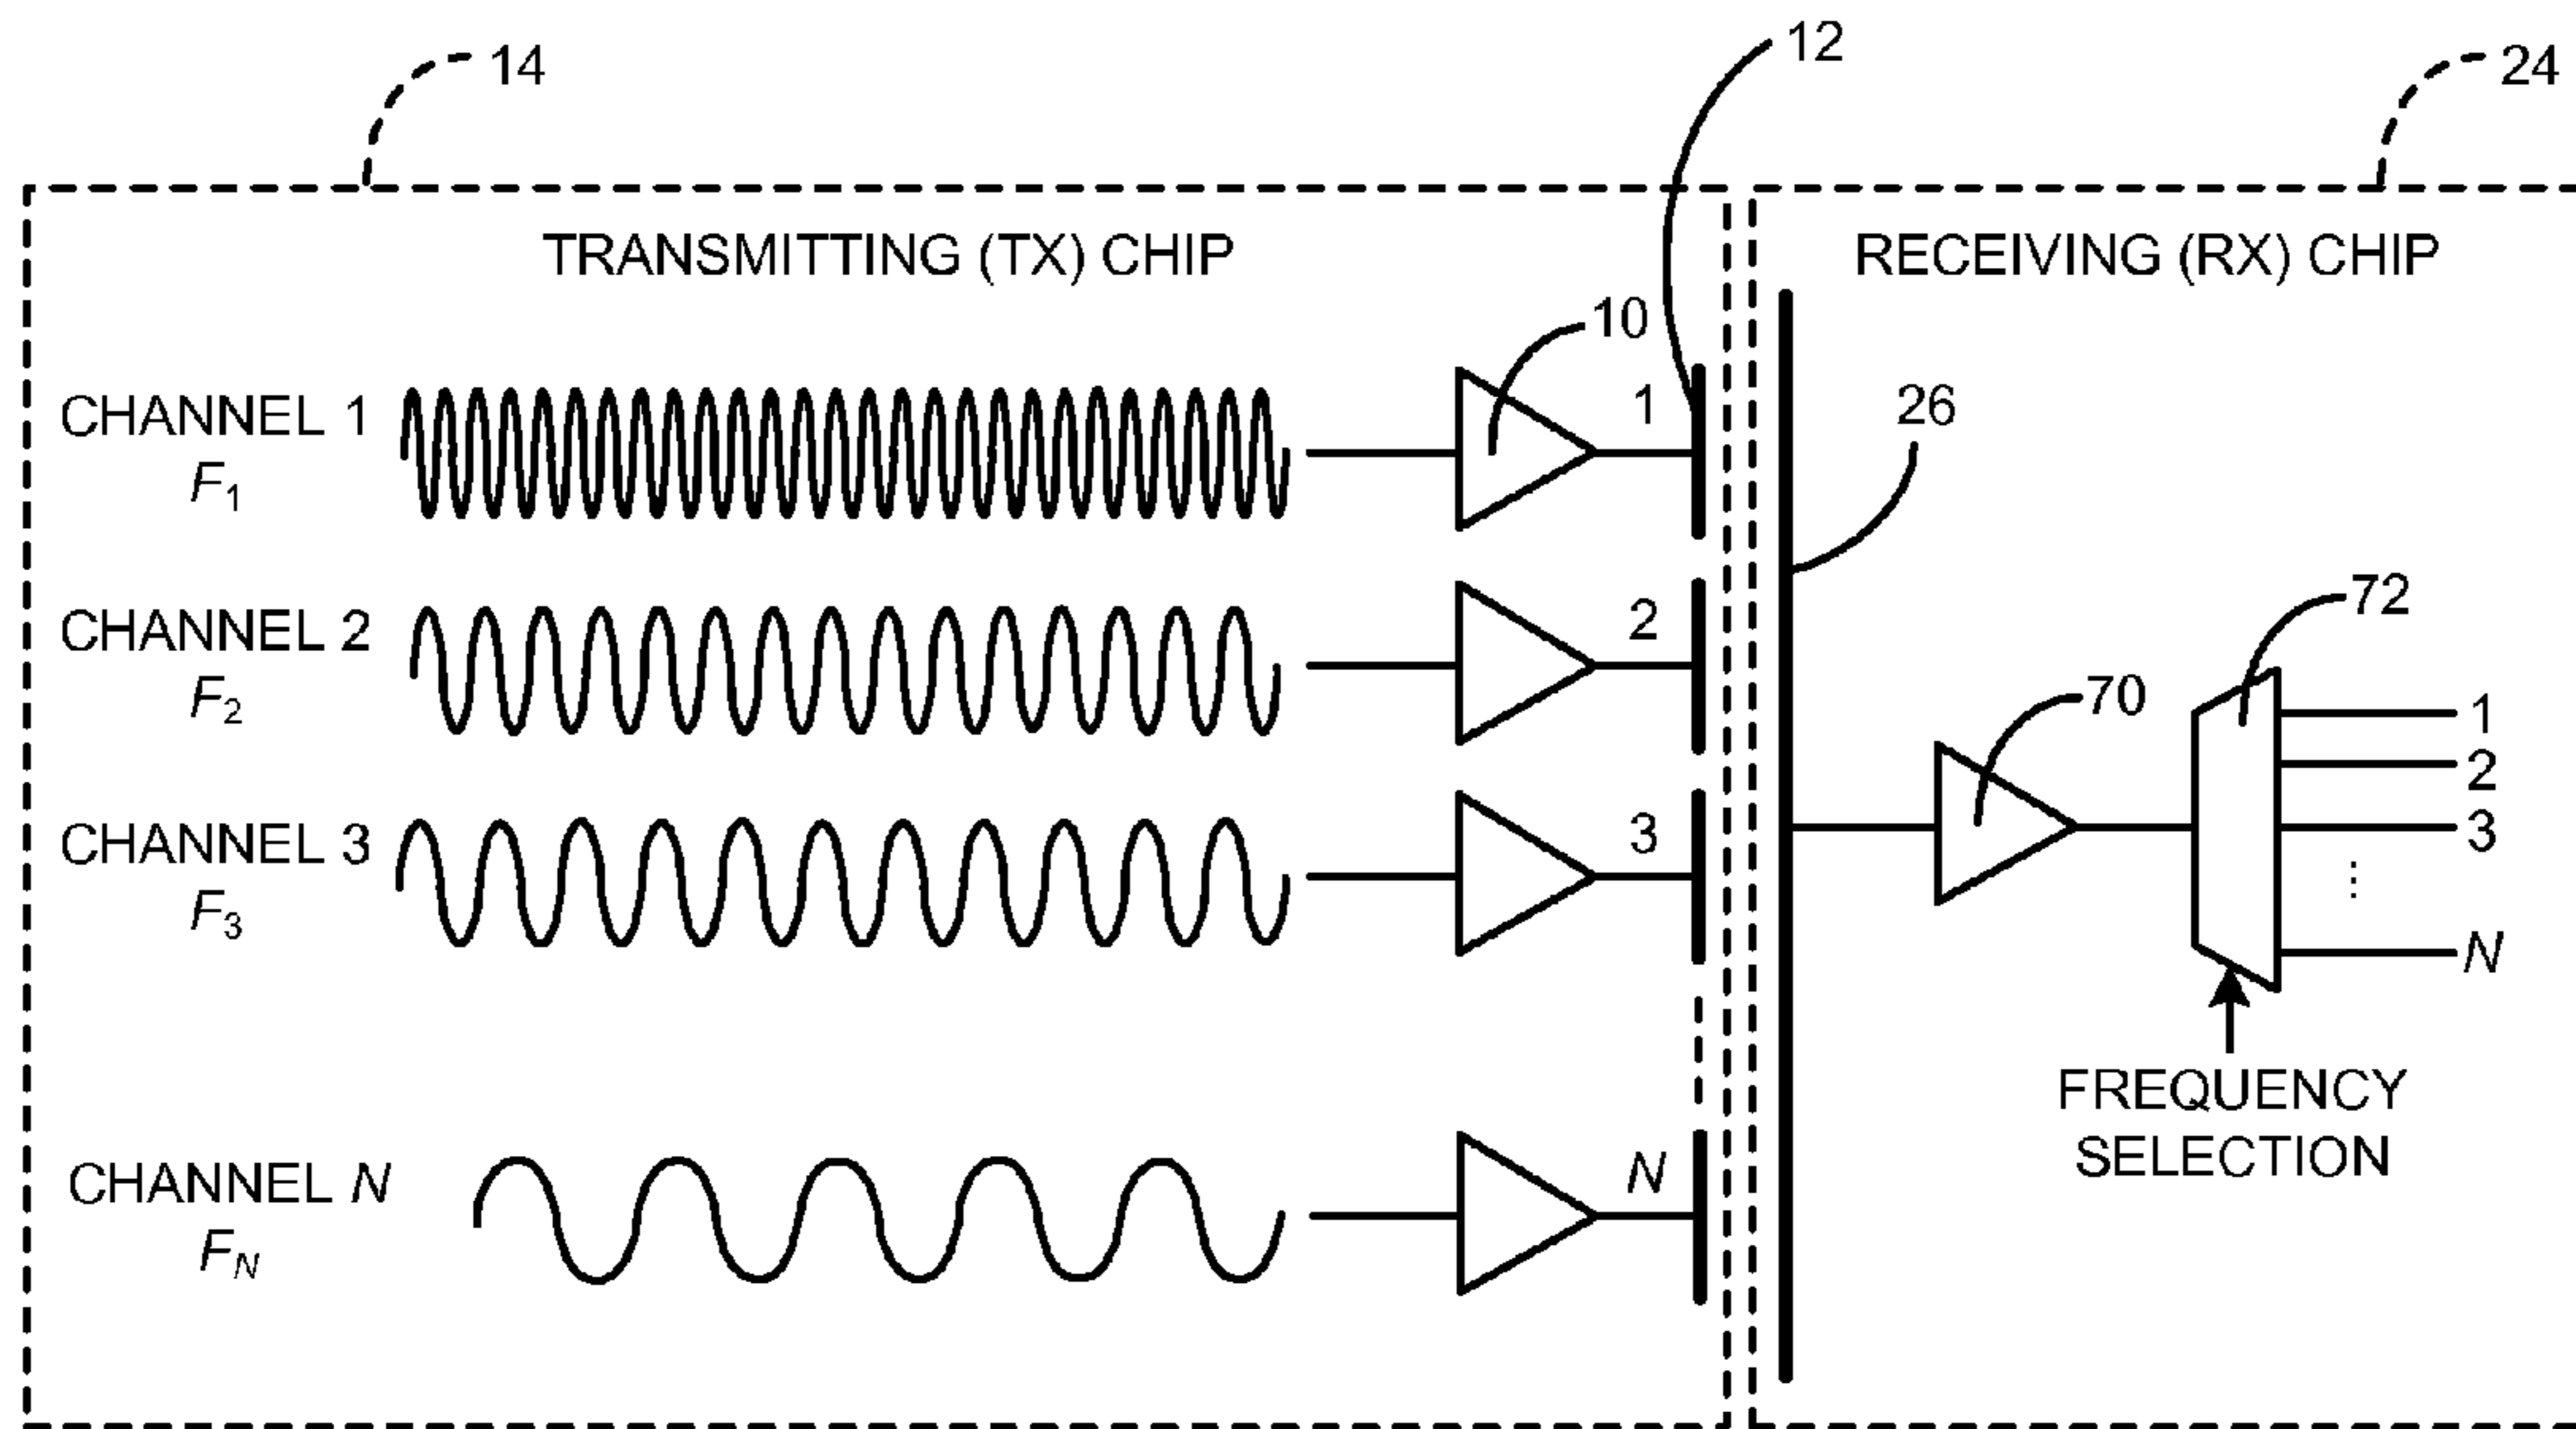 14
12
24
TRANSMITTING (TX) CHIP
RECEIVING (RX) CHIP
10
26
CHANNEL 1
F₁
1
CHANNEL 2
F₂
2
72
70
CHANNEL 3
F₃
3
1
2
3
⋮
N
CHANNEL N
F_N
N
FREQUENCY
SELECTION